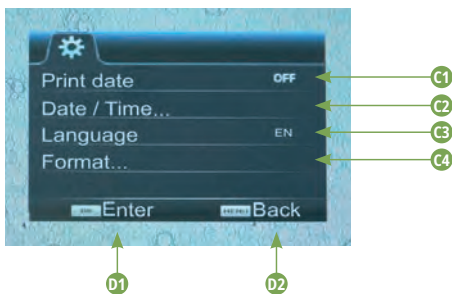 Print date OFF C1
Date / Time... C2
Language EN C3
Format... C4
Enter Back
D1 D2